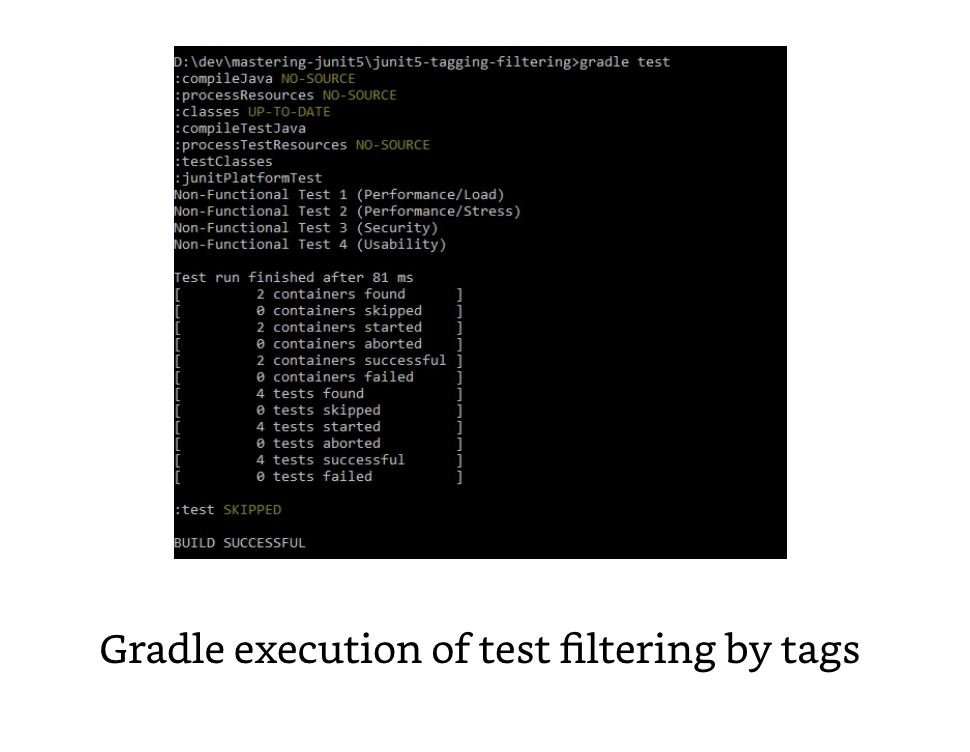 D:\dev\mastering-junit5\junit5-tagging-filtering>gradle test
:compileJava NO-SOURCE
:processResources NO-SOURCE
:classes UP-TO-DATE
:compileTestJava
:processTestResources NO-SOURCE
:testClasses
:junitPlatformTest
Non-Functional Test 1 (Performance/Load)
Non-Functional Test 2 (Performance/Stress)
Non-Functional Test 3 (Security)
Non-Functional Test 4 (Usability)

Test run finished after 81 ms
[         2 containers found      ]
[         0 containers skipped    ]
[         2 containers started    ]
[         0 containers aborted    ]
[         2 containers successful ]
[         0 containers failed     ]
[         4 tests found           ]
[         0 tests skipped         ]
[         4 tests started         ]
[         0 tests aborted         ]
[         4 tests successful      ]
[         0 tests failed          ]

:test SKIPPED

BUILD SUCCESSFUL
Gradle execution of test filtering by tags